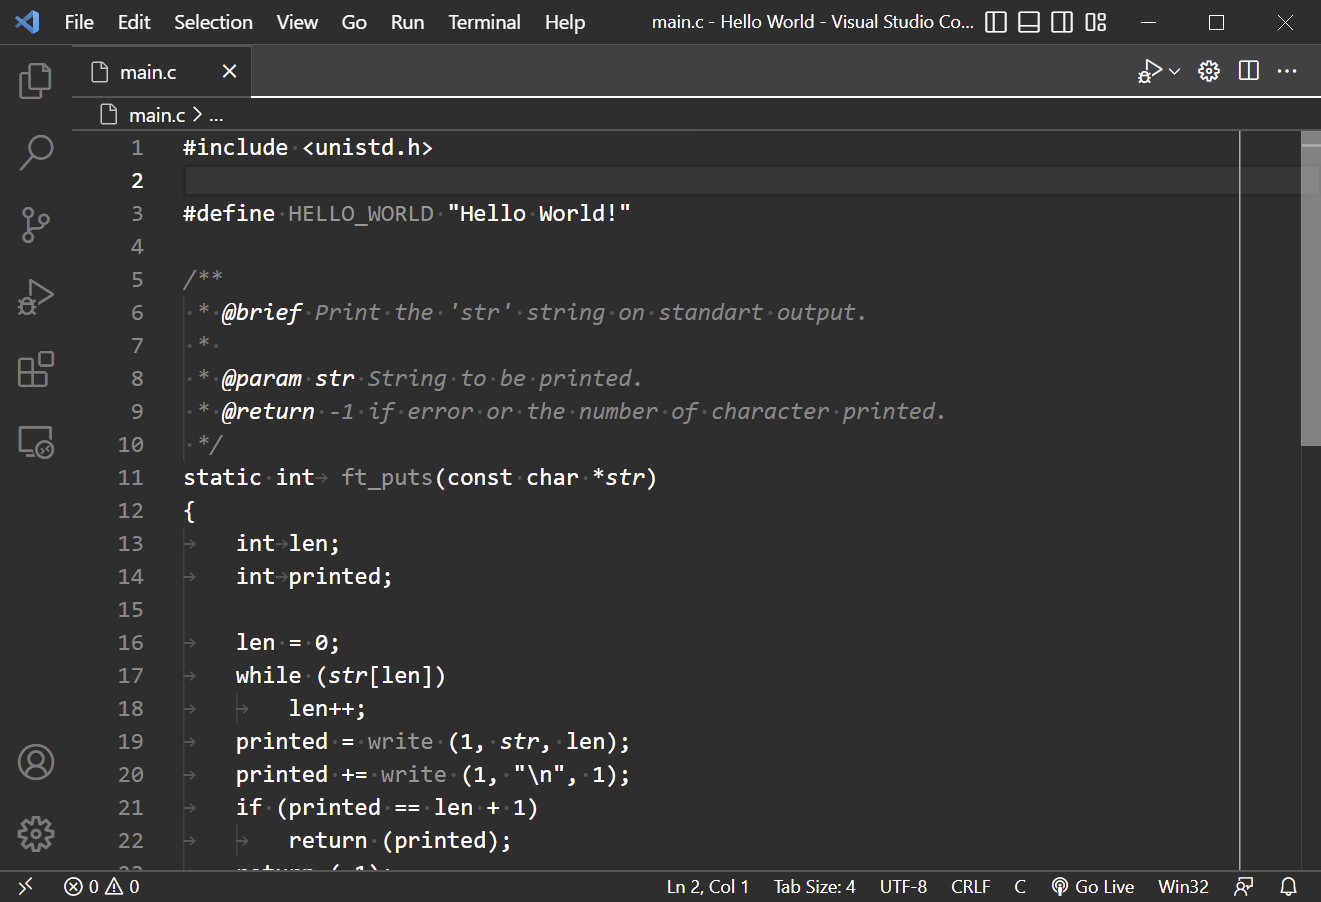 File Edit Selection View Go Run Terminal Help main.c - Hello World - Visual Studio Co...
main.c
main.c > ...
1 #include <unistd.h>
2
3 #define HELLO_WORLD "Hello World!"
4
5 /**
6 * @brief Print the 'str' string on standart output.
7 *
8 * @param str String to be printed.
9 * @return -1 if error or the number of character printed.
10 */
11 static int ft_puts(const char *str)
12 {
13 int len;
14 int printed;
15
16 len = 0;
17 while (str[len])
18 len++;
19 printed = write (1, str, len);
20 printed += write (1, "\n", 1);
21 if (printed == len + 1)
22 return (printed);
23 return (-1);
0 0 Ln 2, Col 1 Tab Size: 4 UTF-8 CRLF C Go Live Win32